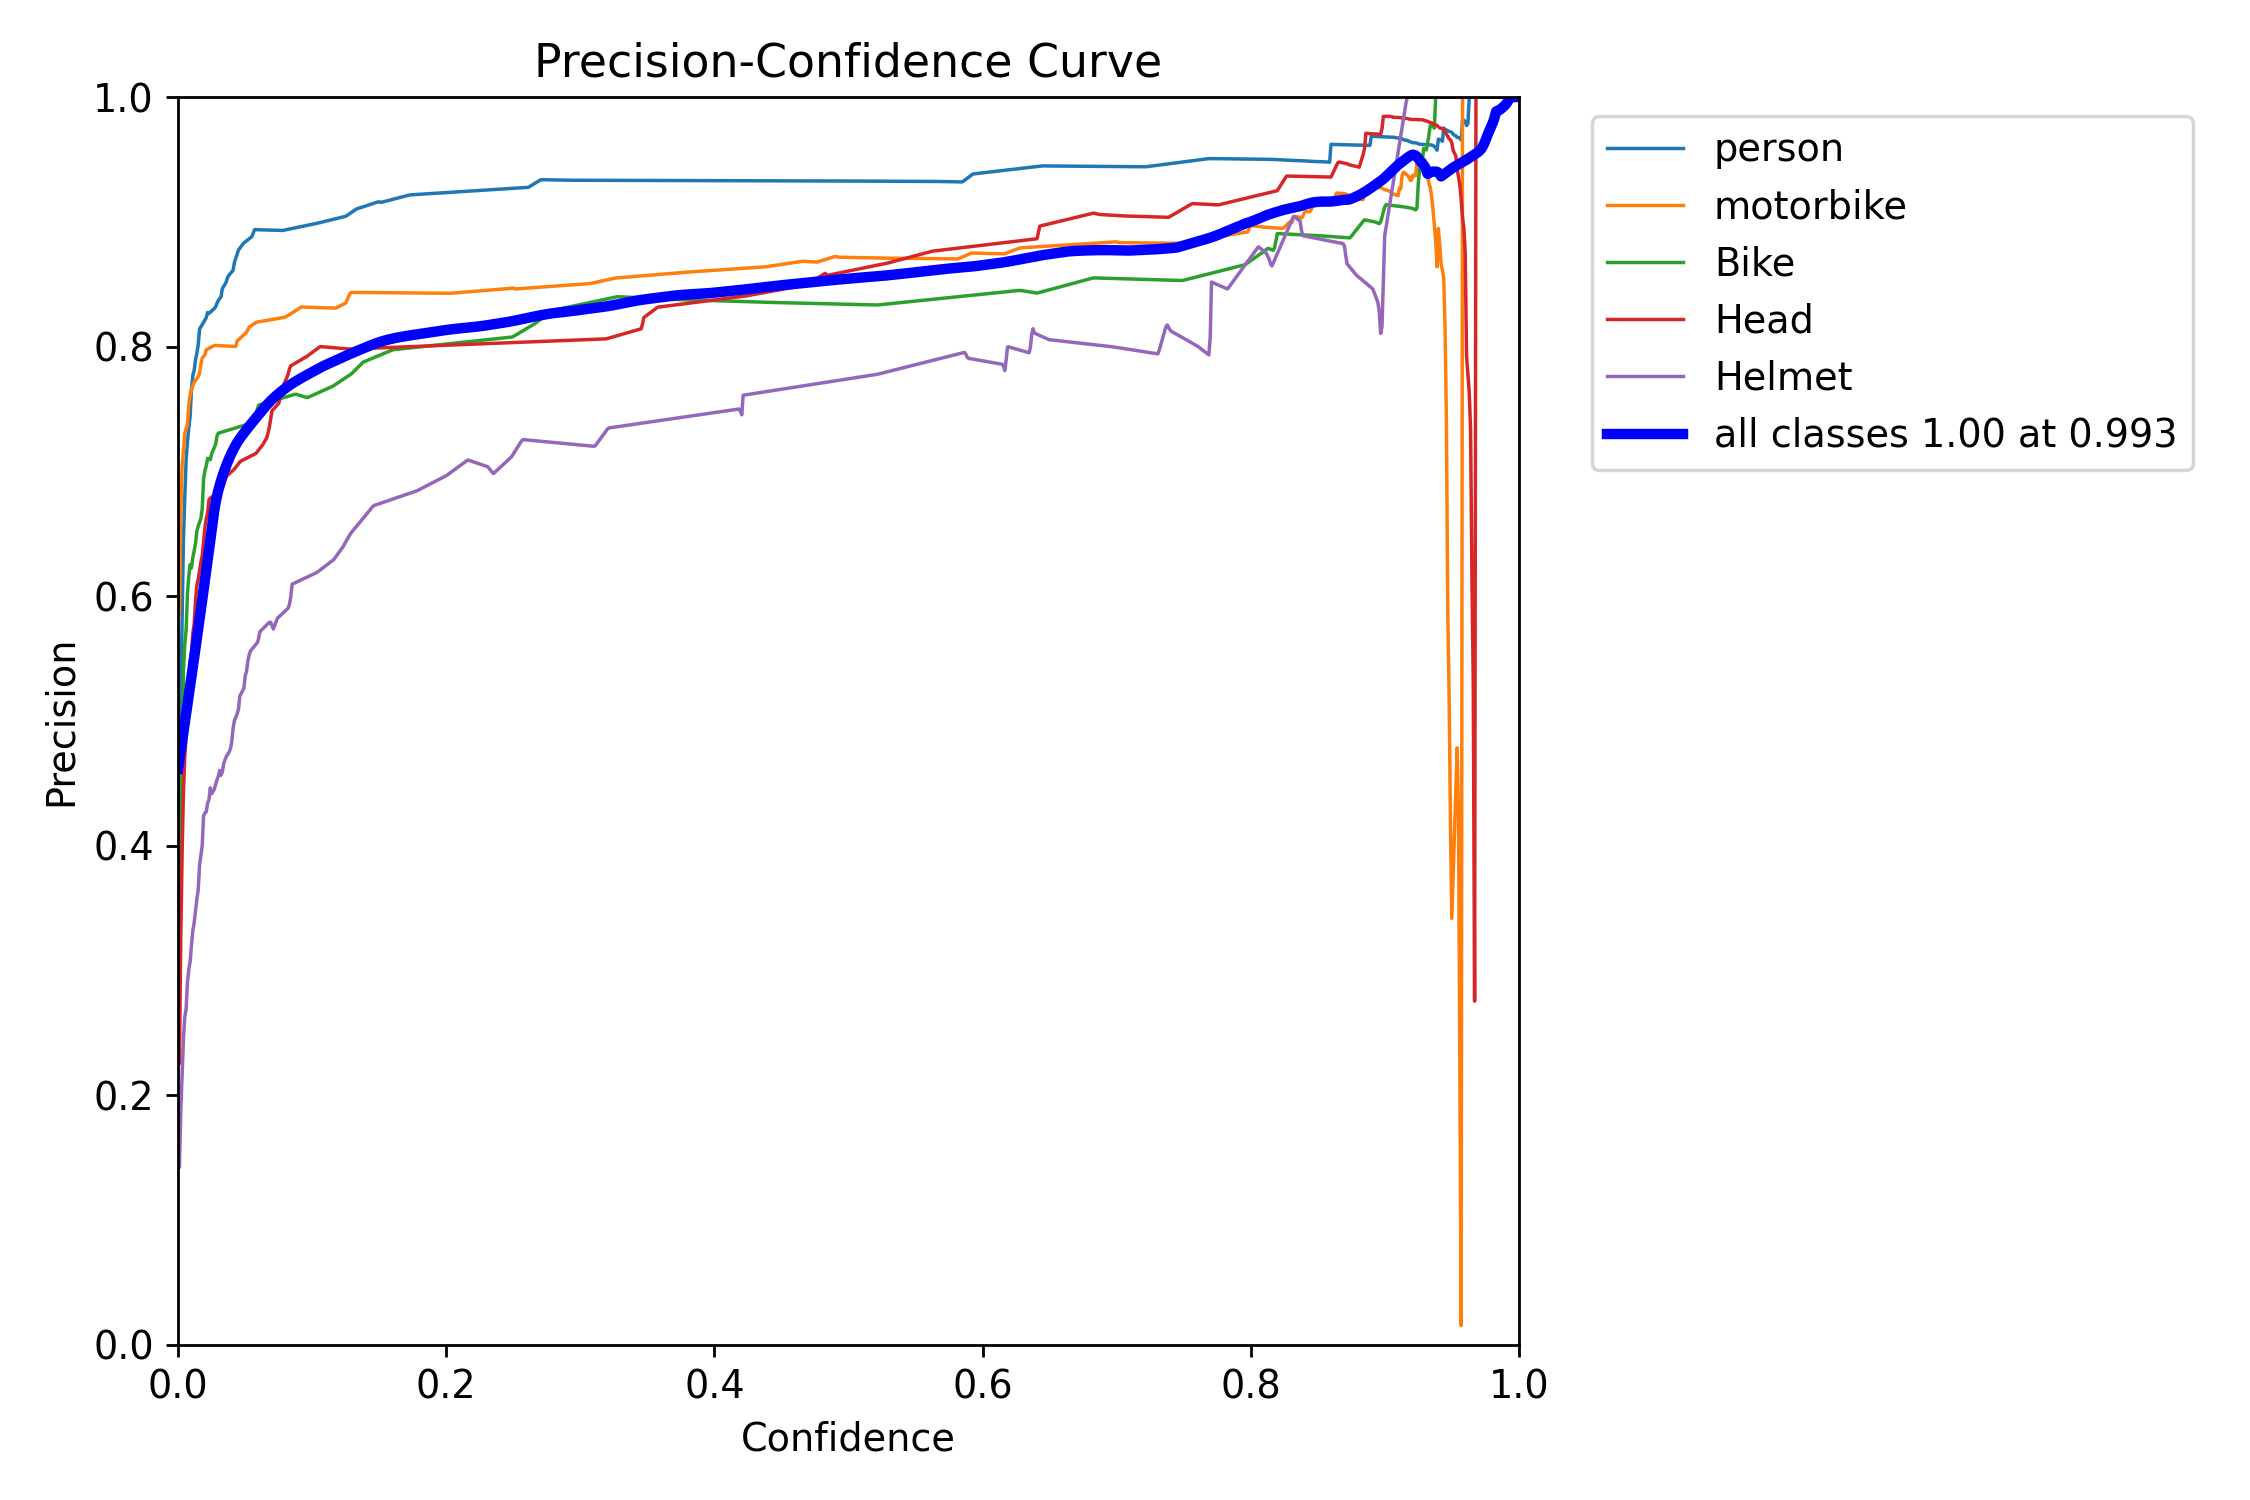 Precision-Confidence Curve
1.0
0.8
0.6
0.4
0.2
0.0
Precision
0.0 0.2 0.4 0.6 0.8 1.0
Confidence
person
motorbike
Bike
Head
Helmet
all classes 1.00 at 0.993